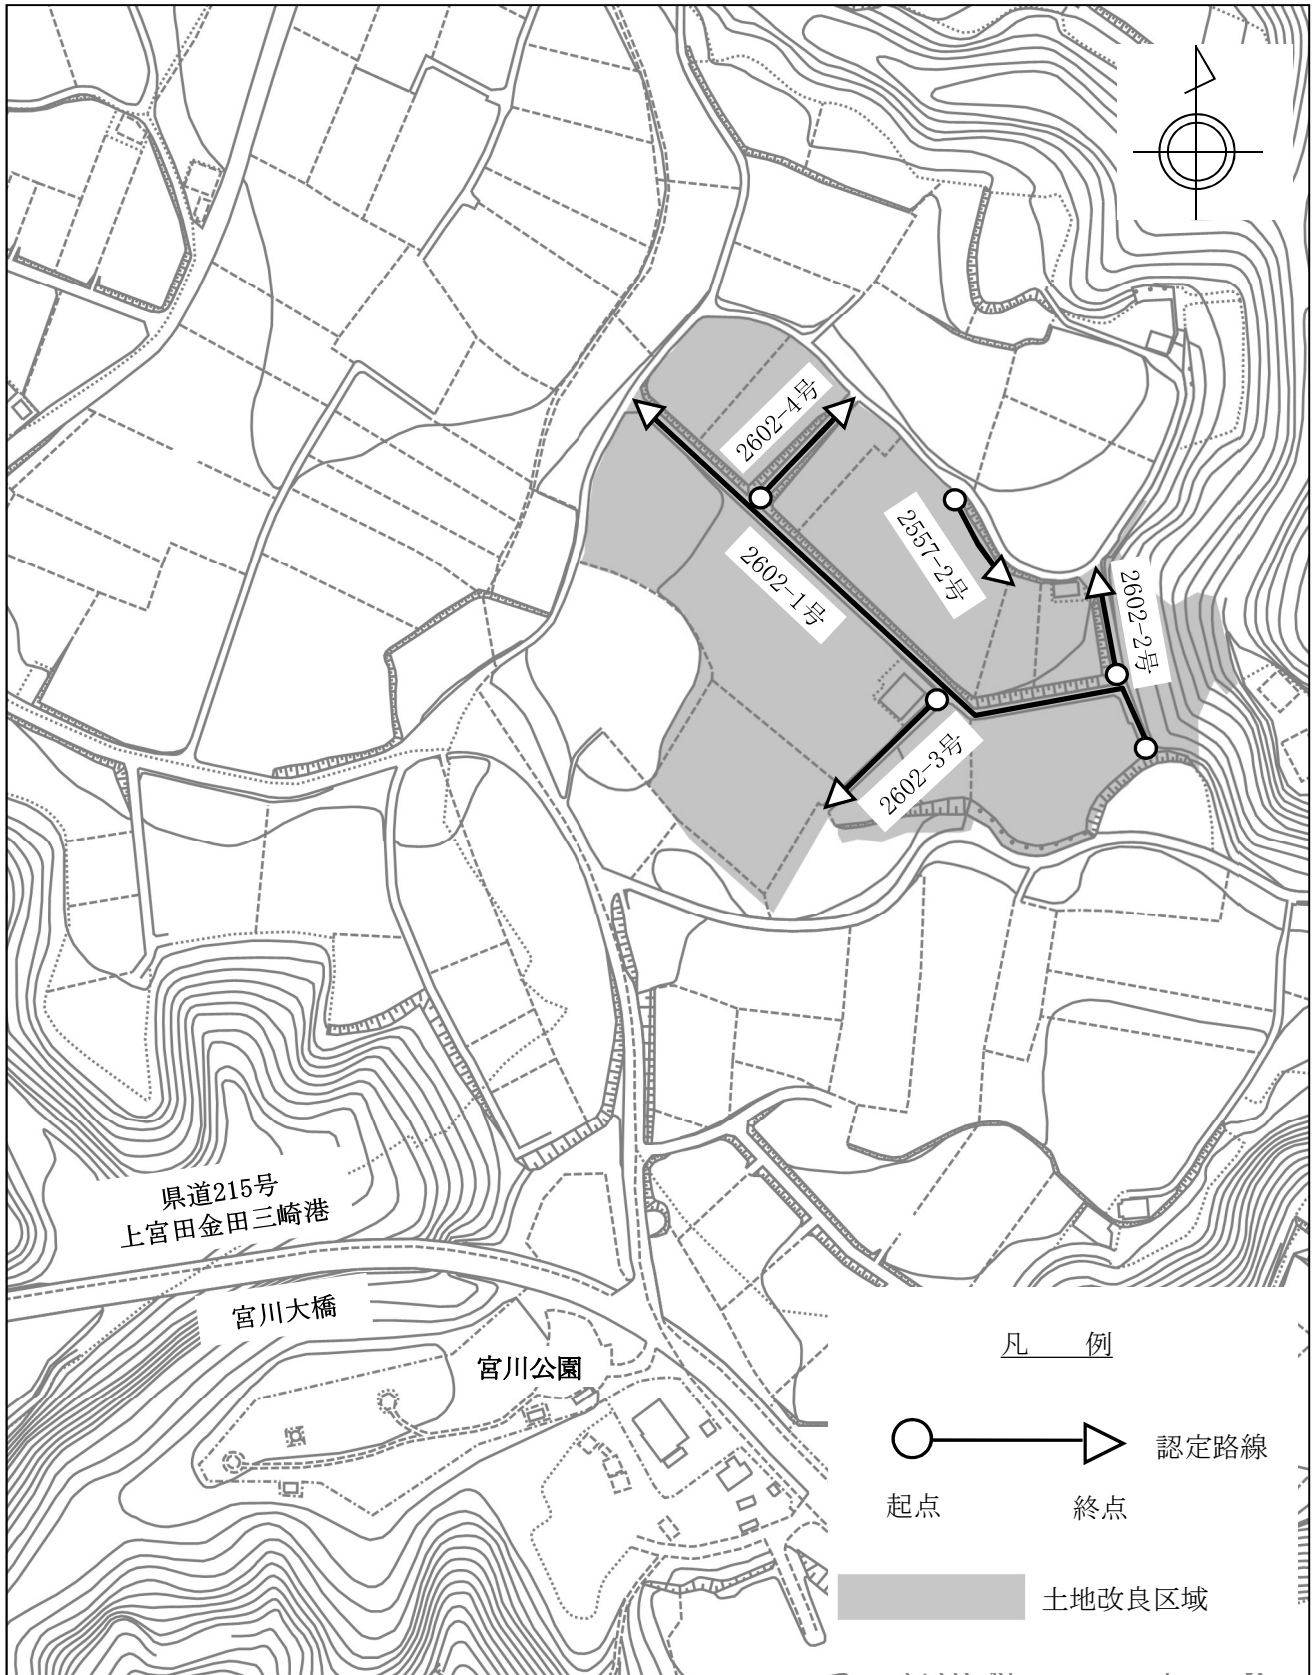 2602-4号
2557-2号
2602-1号
2602-2号
2602-3号
県道215号
上宮田金田三崎港
宮川大橋
宮川公園
凡　例
認定路線
起点
終点
土地改良区域